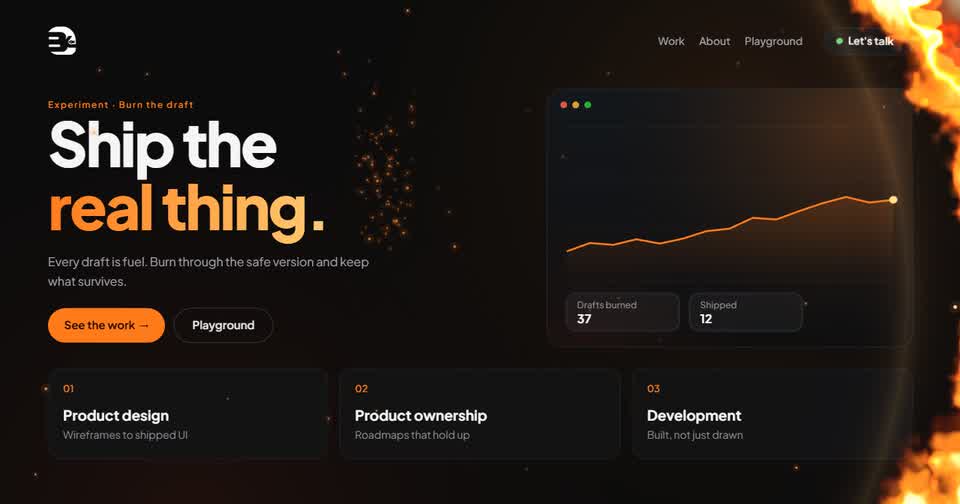 Work About Playground Let's talk
Experiment · Burn the draft
Ship the
real thing.
Every draft is fuel. Burn through the safe version and keep
what survives.
See the work → Playground
Drafts burned
37
Shipped
12
01
Product design
Wireframes to shipped UI
02
Product ownership
Roadmaps that hold up
03
Development
Built, not just drawn